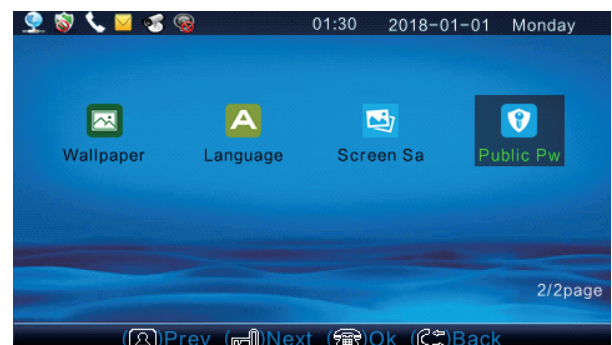 01:30 2018-01-01 Monday
Wallpaper Language Screen Sa Public Pw
2/2page
()Prev ()Next ()Ok ()Back